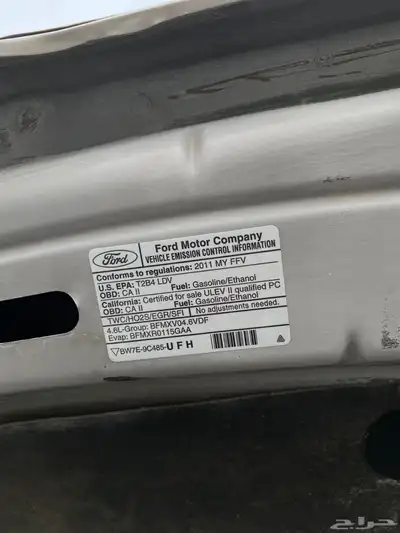 Ford
Ford Motor Company
VEHICLE EMISSION CONTROL INFORMATION
Conforms to regulations: 2011 MY FFV
U.S. EPA: T2B4 LDV Fuel: Gasoline/Ethanol
OBD: CA II
California: Certified for sale ULEV II qualified PC
OBD: CA II Fuel: Gasoline/Ethanol
TWC/HO2S/EGR/SFI No adjustments needed.
4.6L-Group: BFMXV04.6VDF
Evap: BFMXR0115GAA
BW7E-9C485-UFH
حراج